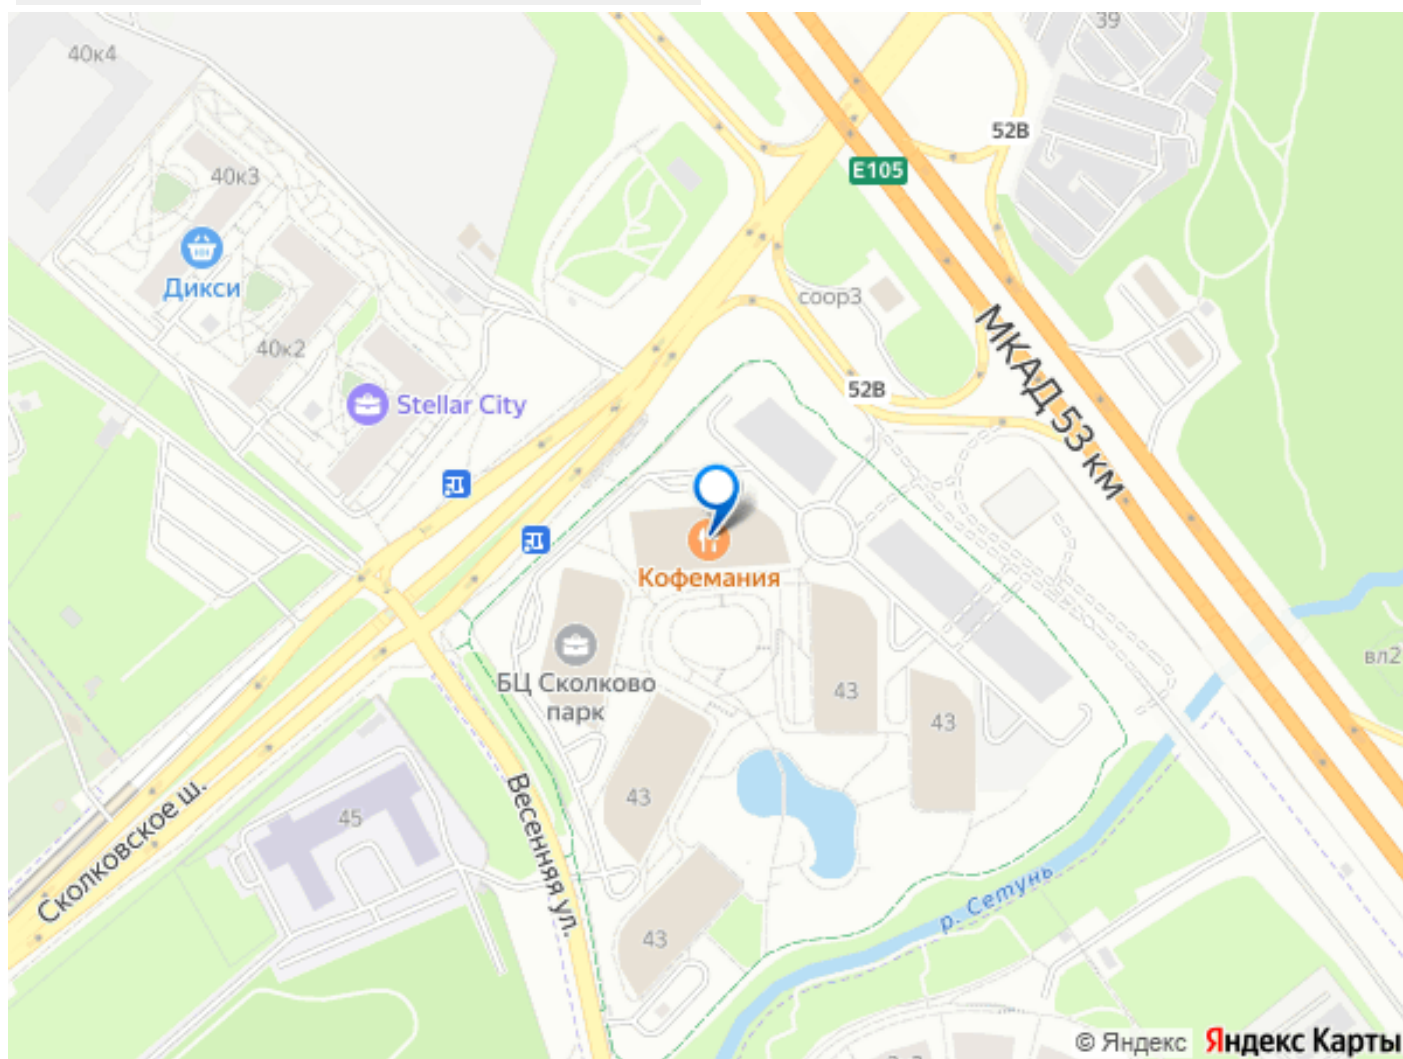 39
40к4
52В
E105
40к3
Дикси
соор3
40к2
52В
МКАД 53 км
Stellar City
Кофемания
вл2
БЦ Сколково
парк
43
43
43
45
Сколковское ш.
Весенняя ул.
р. Сетунь
43
© Яндекс
Яндекс Карты